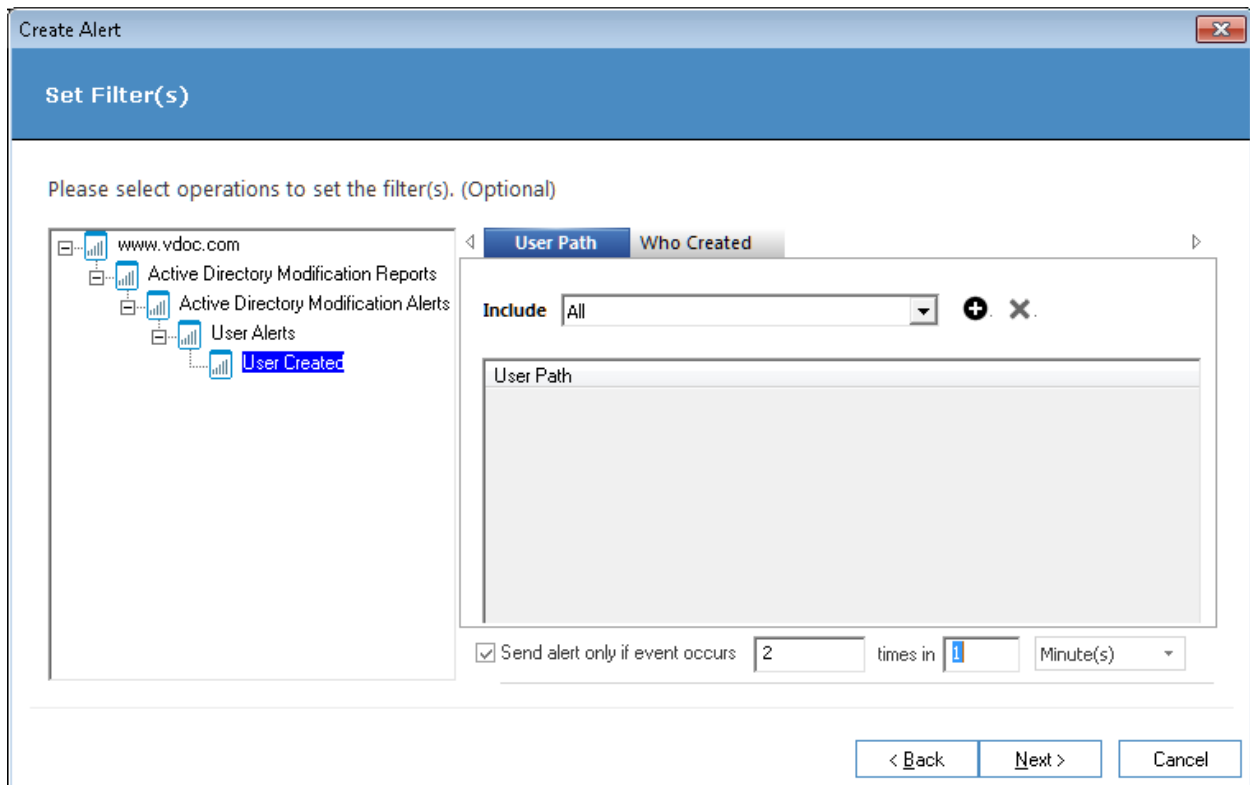 Create Alert
Set Filter(s)
Please select operations to set the filter(s). (Optional)
www.vdoc.com
Active Directory Modification Reports
Active Directory Modification Alerts
User Alerts
User Created
User Path Who Created
Include All
User Path
Send alert only if event occurs 2 times in 1 Minute(s)
< Back Next > Cancel